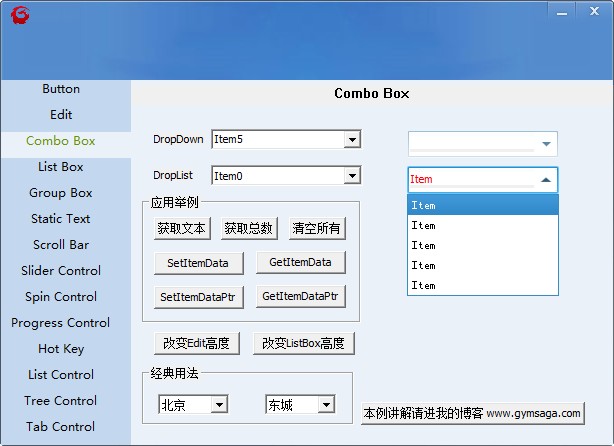 Button
Edit
Combo Box
List Box
Group Box
Static Text
Scroll Bar
Slider Control
Spin Control
Progress Control
Hot Key
List Control
Tree Control
Tab Control
Combo Box
DropDown Item5
DropList Item0
Item
Item
Item
Item
Item
Item
应用举例
获取文本 获取总数 清空所有
SetItemData GetItemData
SetItemDataPtr GetItemDataPtr
改变Edit高度 改变ListBox高度
经典用法
北京 东城
本例讲解请进我的博客 www.gymsaga.com